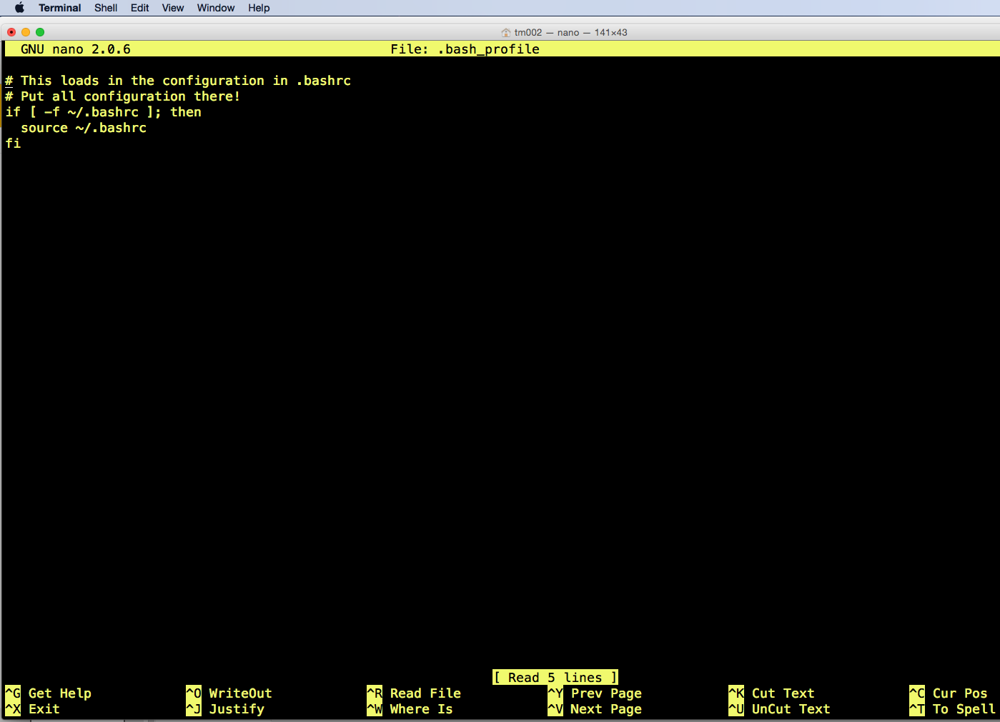 Terminal Shell Edit View Window Help
tm002 — nano — 141×43
GNU nano 2.0.6 File: .bash_profile
# This loads in the configuration in .bashrc
# Put all configuration there!
if [ -f ~/.bashrc ]; then
  source ~/.bashrc
fi
[ Read 5 lines ]
^G Get Help ^O WriteOut ^R Read File ^Y Prev Page ^K Cut Text ^C Cur Pos
^X Exit ^J Justify ^W Where Is ^V Next Page ^U UnCut Text ^T To Spell